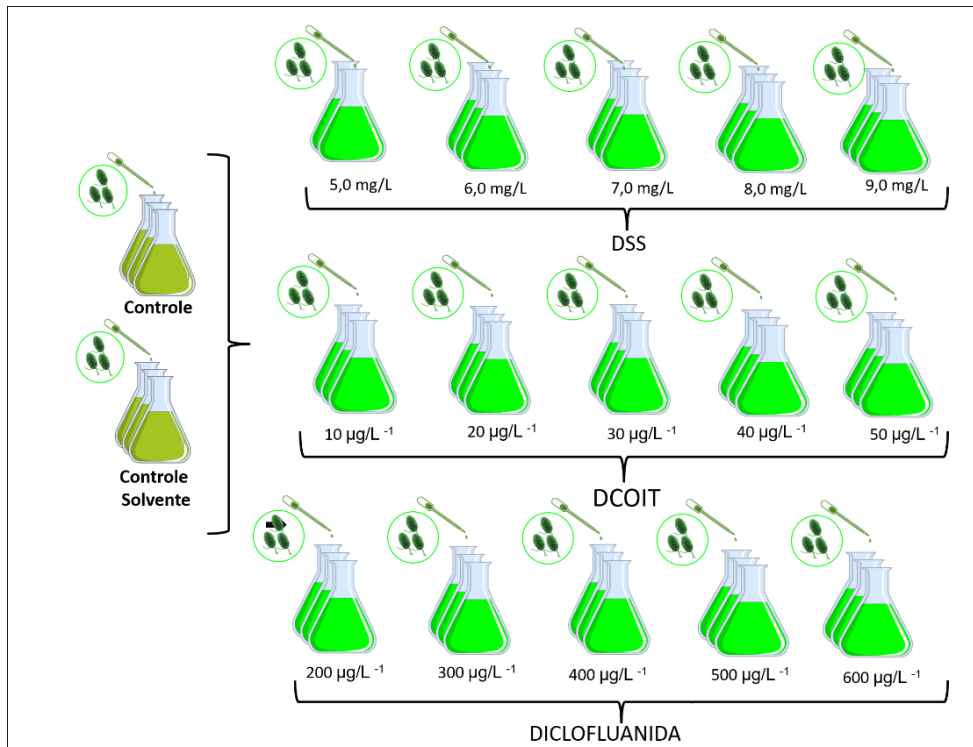 5,0 mg/L
6,0 mg/L
7,0 mg/L
8,0 mg/L
9,0 mg/L
DSS
Controle
Controle
Solvente
10 µg/L -1
20 µg/L -1
30 µg/L -1
40 µg/L -1
50 µg/L -1
DCOIT
200 µg/L -1
300 µg/L -1
400 µg/L -1
500 µg/L -1
600 µg/L -1
DICLOFLUANIDA